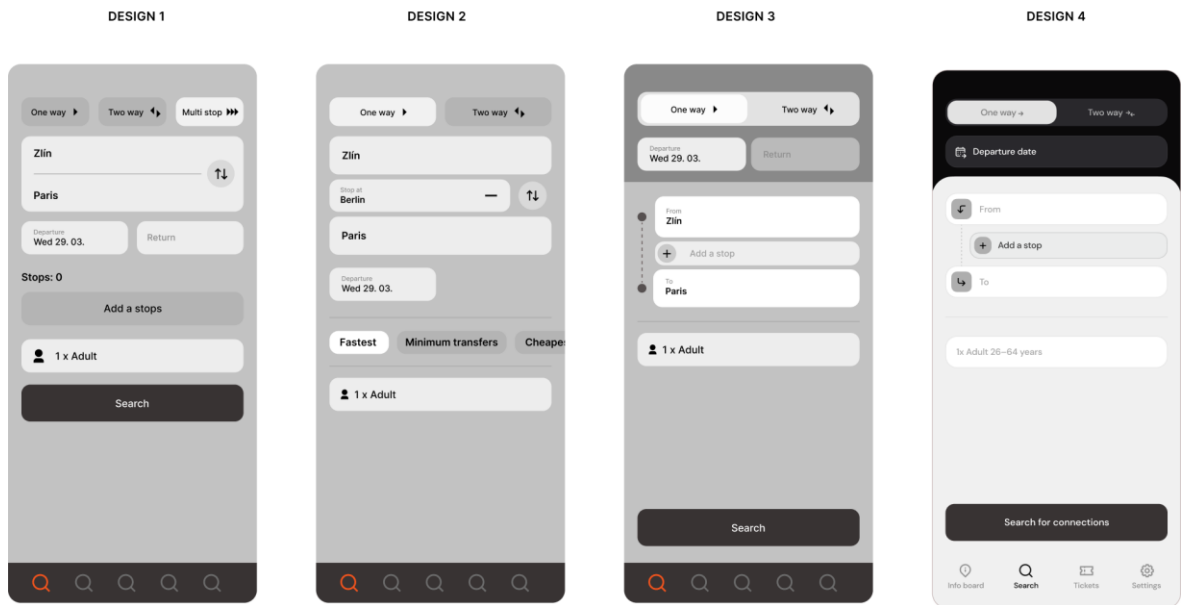 DESIGN 1
One way
Two way
Multi stop
Zlín
Paris
Departure
Wed 29. 03.
Return
Stops: 0
Add a stops
1 x Adult
Search
DESIGN 2
One way
Two way
Zlín
Stop at
Berlin
Paris
Departure
Wed 29. 03.
Fastest
Minimum transfers
Cheape
1 x Adult
DESIGN 3
One way
Two way
Departure
Wed 29. 03.
Return
From
Zlín
Add a stop
To
Paris
1 x Adult
Search
DESIGN 4
One way
Two way
Departure date
From
Add a stop
To
1x Adult 26–64 years
Search for connections
Info board
Search
Tickets
Settings